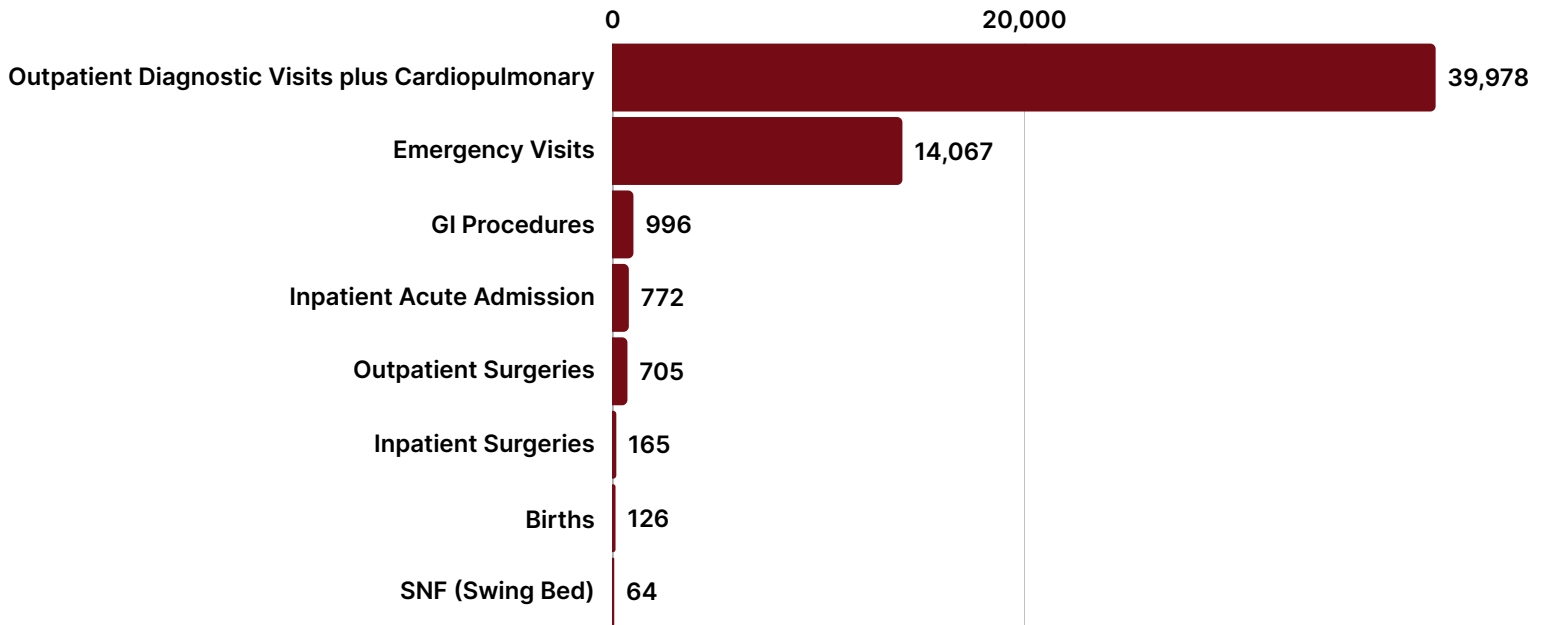 0 20,000
Outpatient Diagnostic Visits plus Cardiopulmonary 39,978
Emergency Visits 14,067
GI Procedures 996
Inpatient Acute Admission 772
Outpatient Surgeries 705
Inpatient Surgeries 165
Births 126
SNF (Swing Bed) 64